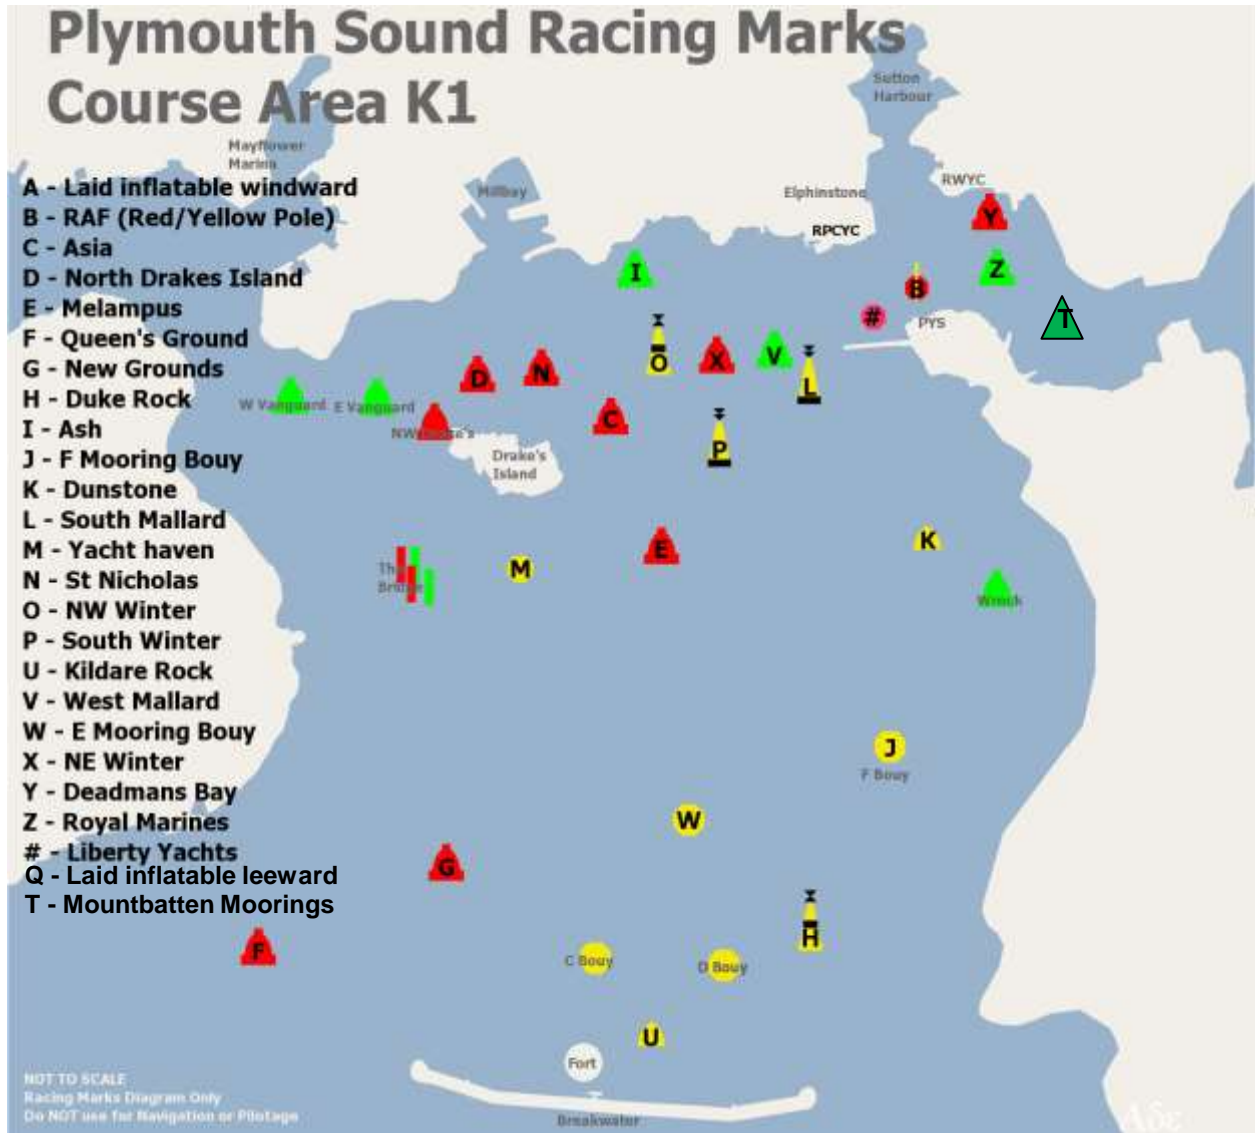 Plymouth Sound Racing Marks
Course Area K1
Sutton
Harbour
Mayflower
Marina
A - Laid inflatable windward
B - RAF (Red/Yellow Pole)
C - Asia
D - North Drakes Island
E - Melampus
F - Queen's Ground
G - New Grounds
H - Duke Rock
I - Ash
J - F Mooring Bouy
K - Dunstone
L - South Mallard
M - Yacht haven
N - St Nicholas
O - NW Winter
P - South Winter
U - Kildare Rock
V - West Mallard
W - E Mooring Bouy
X - NE Winter
Y - Deadmans Bay
Z - Royal Marines
# - Liberty Yachts
Q - Laid inflatable leeward
T - Mountbatten Moorings
Millbay
Elphinstone
RPCYC
RWYC
Y
I
Z
B
#
PYS
T
O
X
V
L
D
N
W Vanguard
E Vanguard
C
P
Drake's
Island
E
K
M
Wreck
J
F Bouy
W
G
H
F
C Bouy
D Bouy
U
Fort
Breakwater
NOT TO SCALE
Racing Marks Diagram Only
Do NOT use for Navigation or Pilotage
Aδε